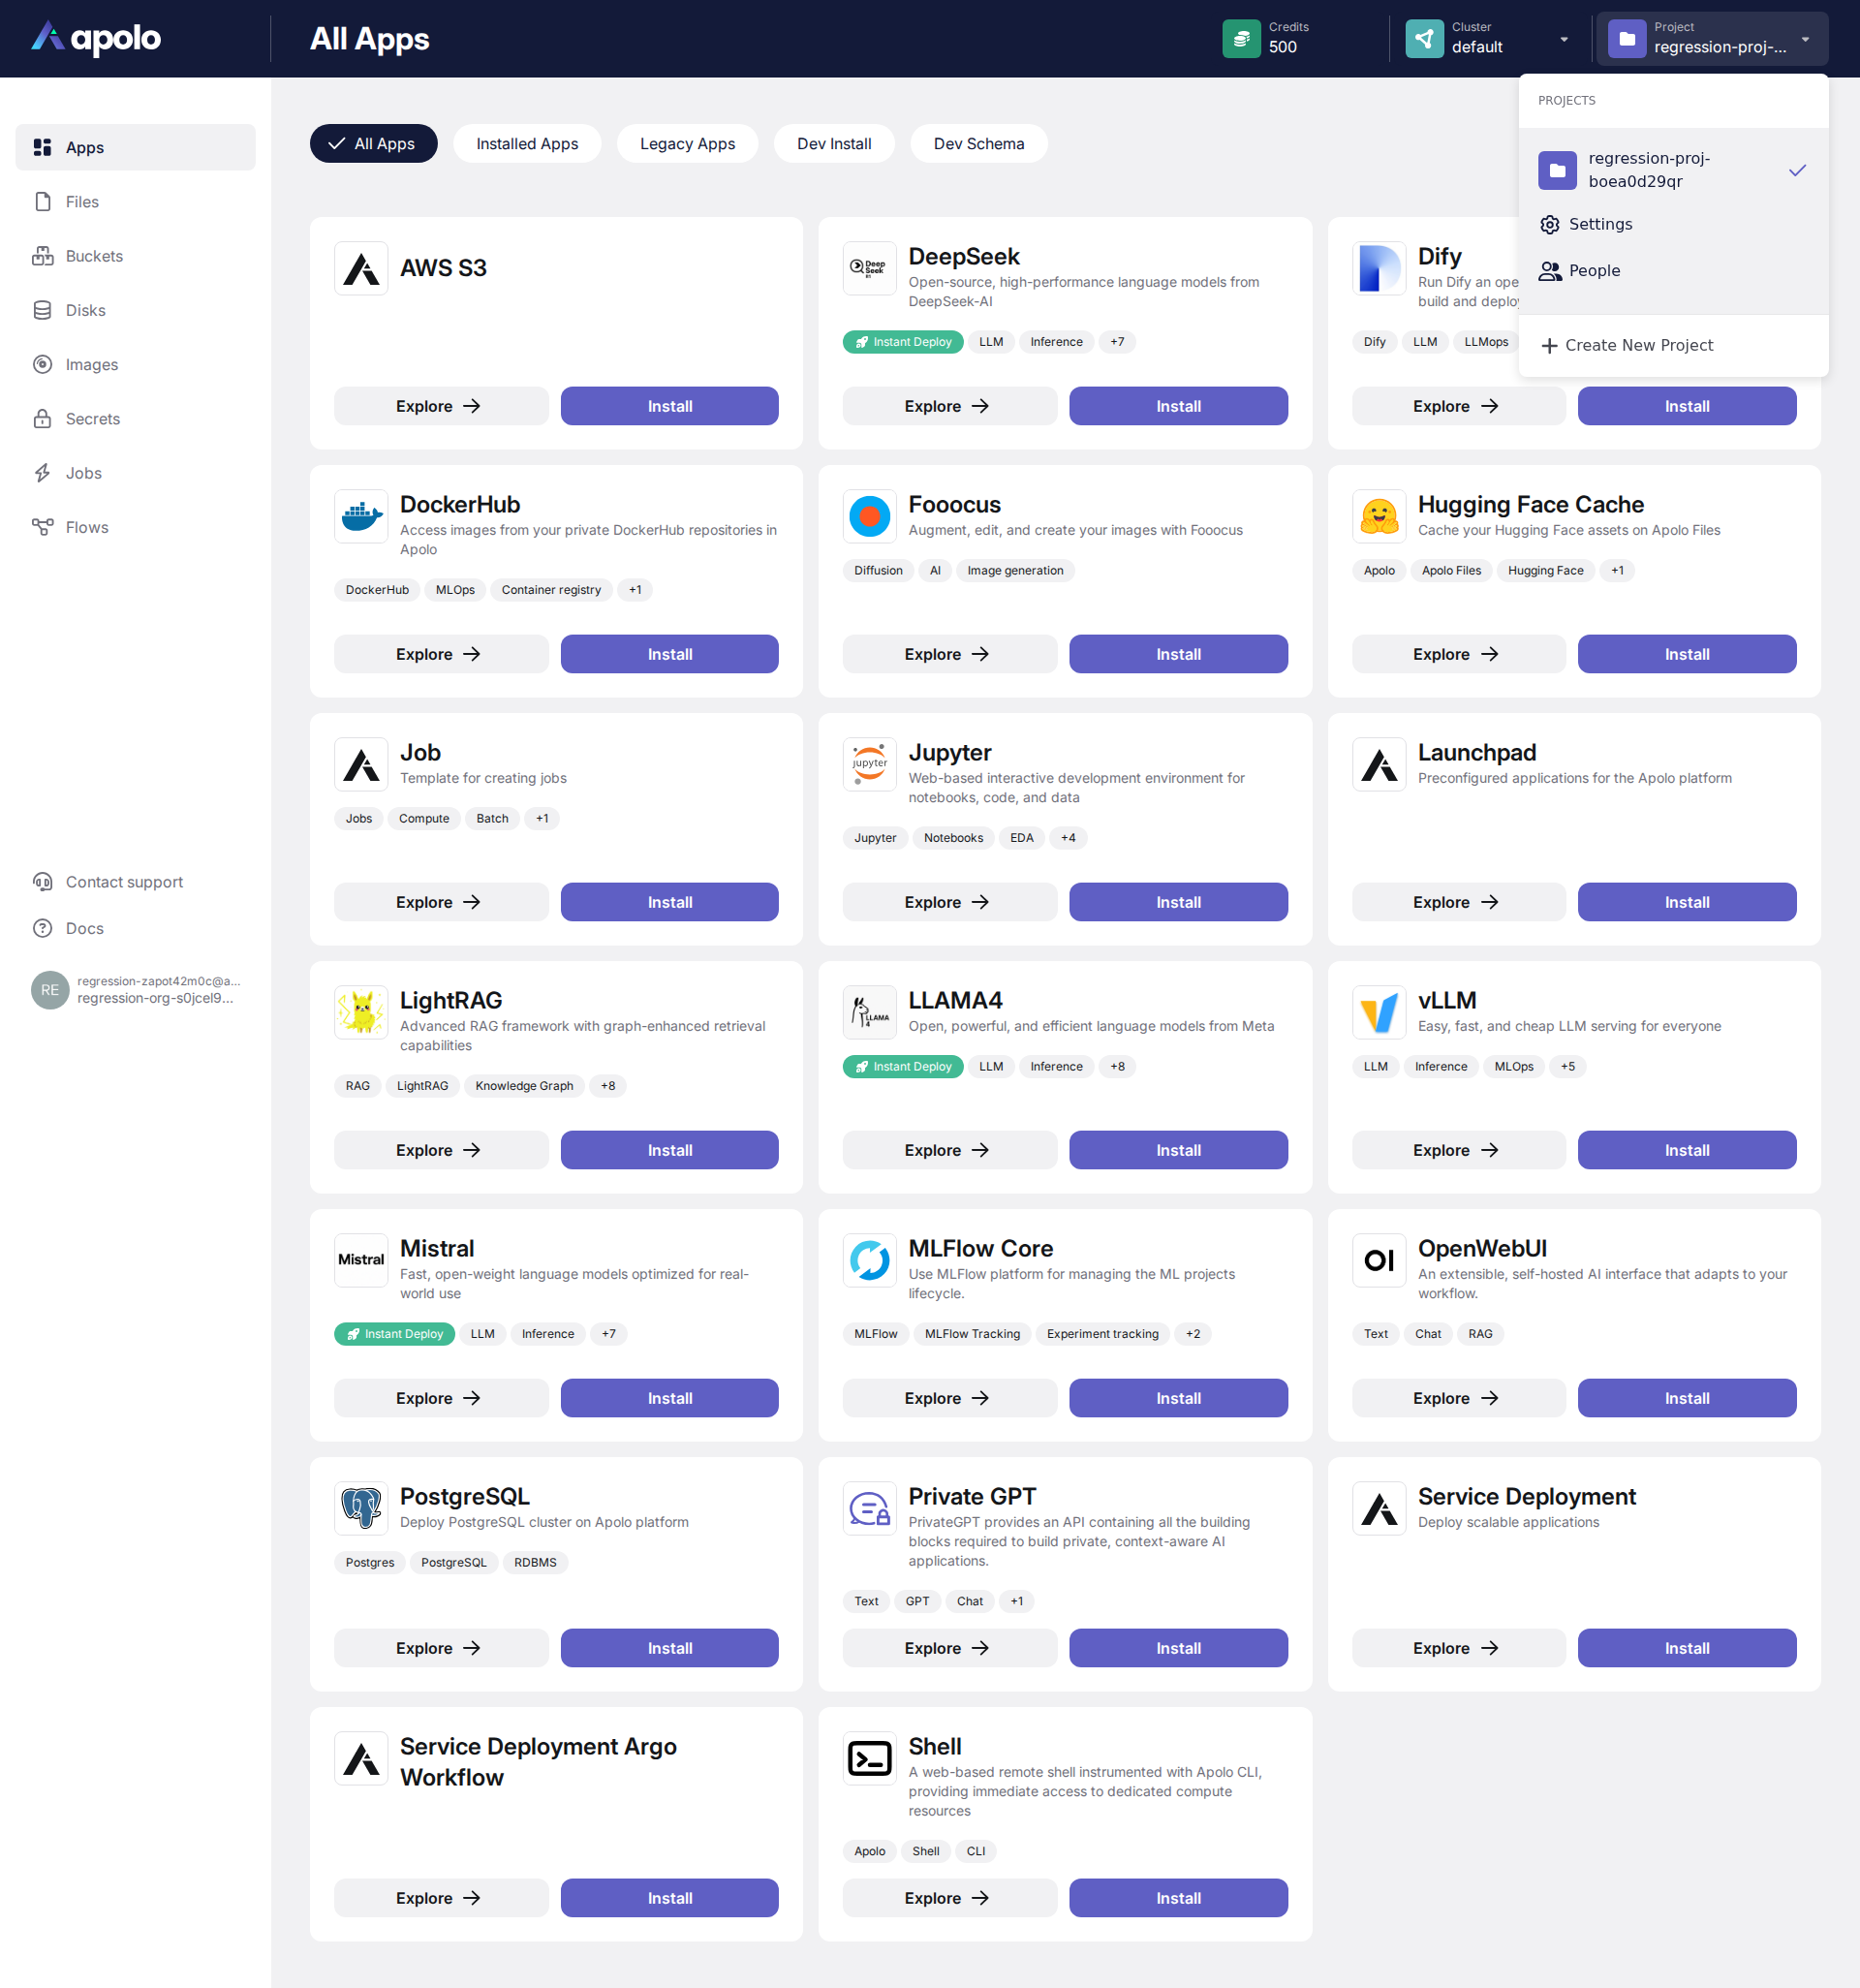 apolo
All Apps
Credits
500
Cluster
default
Project
regression-proj-...
PROJECTS
regression-proj-
boea0d29qr
Settings
People
Create New Project
Apps
Files
Buckets
Disks
Images
Secrets
Jobs
Flows
Contact support
Docs
RE
regression-zapot42m0c@a...
regression-org-s0jcel9...
All Apps
Installed Apps
Legacy Apps
Dev Install
Dev Schema
AWS S3
Explore
Install
Deep
Seek
R1
DeepSeek
Open-source, high-performance language models from
DeepSeek-AI
Instant Deploy
LLM
Inference
+7
Explore
Install
Dify
Run Dify an ope
build and deploy
Dify
LLM
LLMops
Explore
Install
DockerHub
Access images from your private DockerHub repositories in
Apolo
DockerHub
MLOps
Container registry
+1
Explore
Install
Fooocus
Augment, edit, and create your images with Fooocus
Diffusion
AI
Image generation
Explore
Install
Hugging Face Cache
Cache your Hugging Face assets on Apolo Files
Apolo
Apolo Files
Hugging Face
+1
Explore
Install
Job
Template for creating jobs
Jobs
Compute
Batch
+1
Explore
Install
jupyter
Jupyter
Web-based interactive development environment for
notebooks, code, and data
Jupyter
Notebooks
EDA
+4
Explore
Install
Launchpad
Preconfigured applications for the Apolo platform
Explore
Install
LightRAG
Advanced RAG framework with graph-enhanced retrieval
capabilities
RAG
LightRAG
Knowledge Graph
+8
Explore
Install
LLAMA
4
LLAMA4
Open, powerful, and efficient language models from Meta
Instant Deploy
LLM
Inference
+8
Explore
Install
vLLM
Easy, fast, and cheap LLM serving for everyone
LLM
Inference
MLOps
+5
Explore
Install
Mistral
Mistral
Fast, open-weight language models optimized for real-
world use
Instant Deploy
LLM
Inference
+7
Explore
Install
MLFlow Core
Use MLFlow platform for managing the ML projects
lifecycle.
MLFlow
MLFlow Tracking
Experiment tracking
+2
Explore
Install
OI
OpenWebUI
An extensible, self-hosted AI interface that adapts to your
workflow.
Text
Chat
RAG
Explore
Install
PostgreSQL
Deploy PostgreSQL cluster on Apolo platform
Postgres
PostgreSQL
RDBMS
Explore
Install
Private GPT
PrivateGPT provides an API containing all the building
blocks required to build private, context-aware AI
applications.
Text
GPT
Chat
+1
Explore
Install
Service Deployment
Deploy scalable applications
Explore
Install
Service Deployment Argo
Workflow
Explore
Install
Shell
A web-based remote shell instrumented with Apolo CLI,
providing immediate access to dedicated compute
resources
Apolo
Shell
CLI
Explore
Install